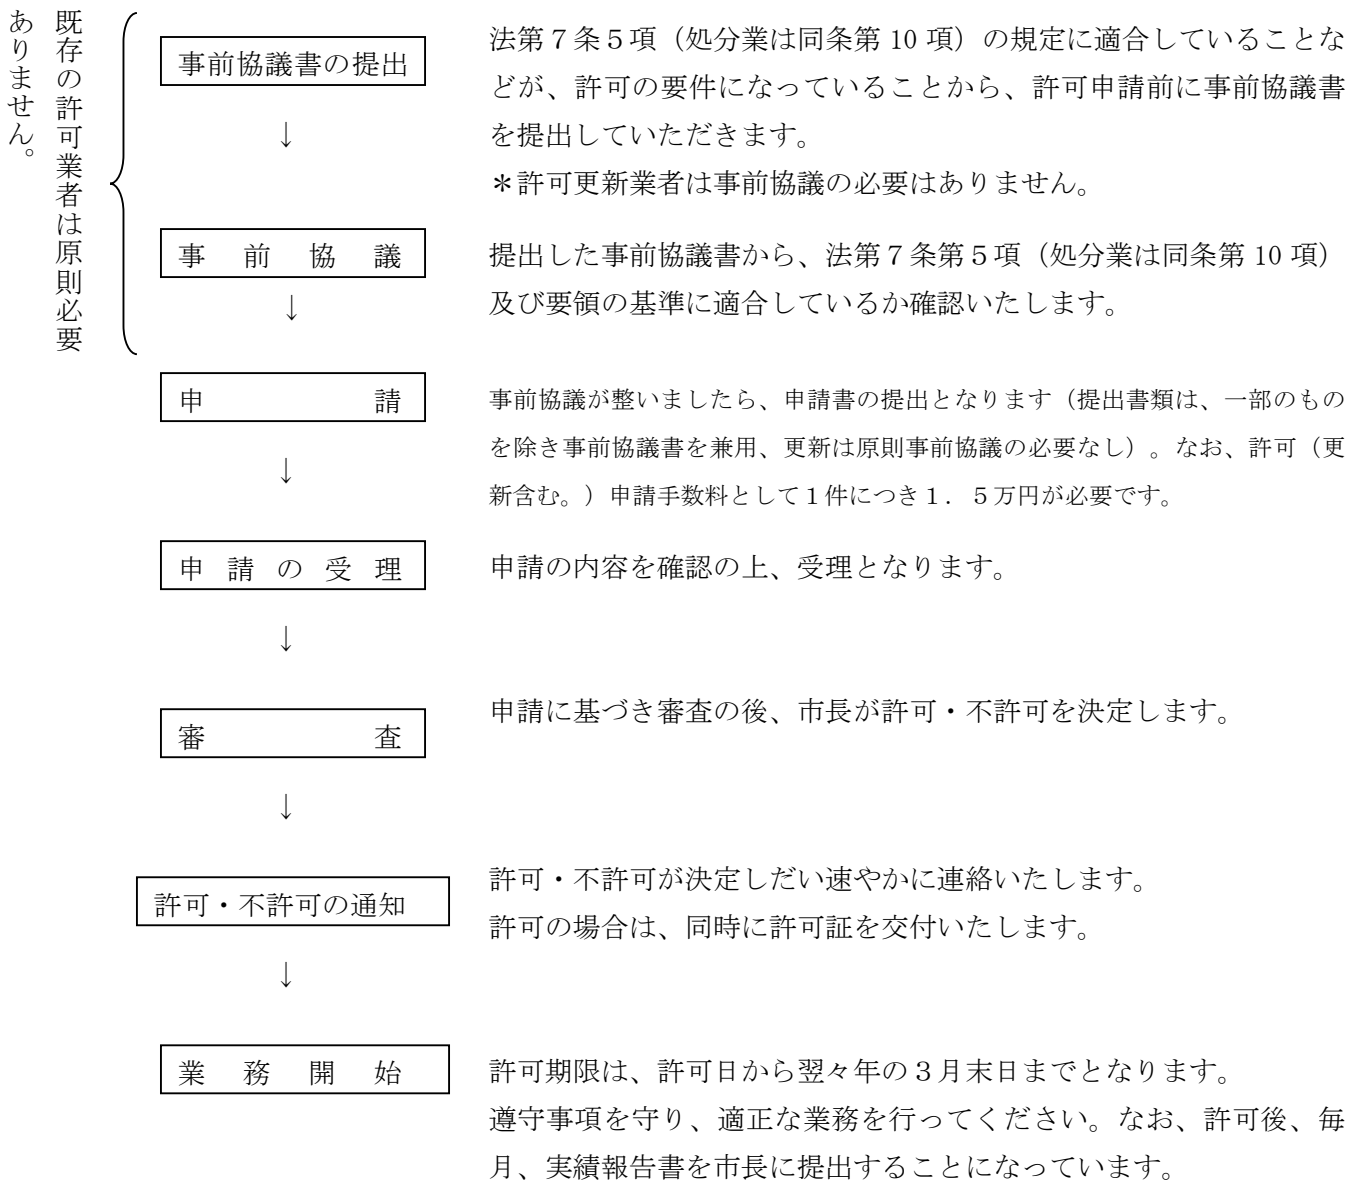 既存の許可業者は原則必要
ありません。
事前協議書の提出
法第7条5項(処分業は同条第 10 項)の規定に適合していることな
どが、許可の要件になっていることから、許可申請前に事前協議書
を提出していただきます。
↓
*許可更新業者は事前協議の必要はありません。
事前協議
提出した事前協議書から、法第7条第5項(処分業は同条第 10 項)
及び要領の基準に適合しているか確認いたします。
↓
申請
事前協議が整いましたら、申請書の提出となります(提出書類は、一部のもの
を除き事前協議書を兼用、更新は原則事前協議の必要なし)。なお、許可(更
新含む。)申請手数料として1件につき1.5万円が必要です。
↓
申請の受理
申請の内容を確認の上、受理となります。
↓
審査
申請に基づき審査の後、市長が許可・不許可を決定します。
↓
許可・不許可の通知
許可・不許可が決定しだい速やかに連絡いたします。
許可の場合は、同時に許可証を交付いたします。
↓
業務開始
許可期限は、許可日から翌々年の3月末日までとなります。
遵守事項を守り、適正な業務を行ってください。なお、許可後、毎
月、実績報告書を市長に提出することになっています。